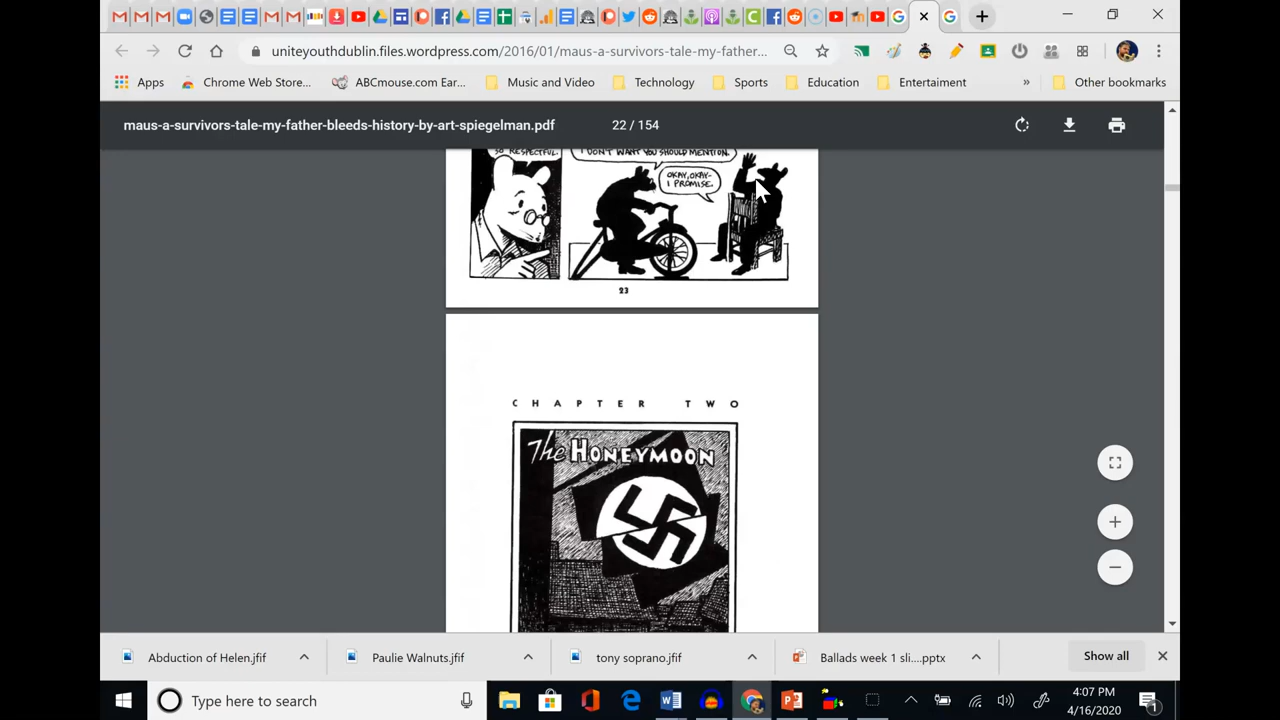 uniteyouthdublin.files.wordpress.com/2016/01/maus-a-survivors-tale-my-father...
Apps
Chrome Web Store...
ABCmouse.com Ear...
Music and Video
Technology
Sports
Education
Entertaiment
»
Other bookmarks
maus-a-survivors-tale-my-father-bleeds-history-by-art-spiegelman.pdf
22 / 154
SO RESPECTFUL.
I DON'T WANT YOU SHOULD MENTION.
OKAY, OKAY-
I PROMISE.
23
CHAPTER TWO
The HONEYMOON
Abduction of Helen.jfif
Paulie Walnuts.jfif
tony soprano.jfif
Ballads week 1 sli....pptx
Show all
Type here to search
4:07 PM
4/16/2020
1